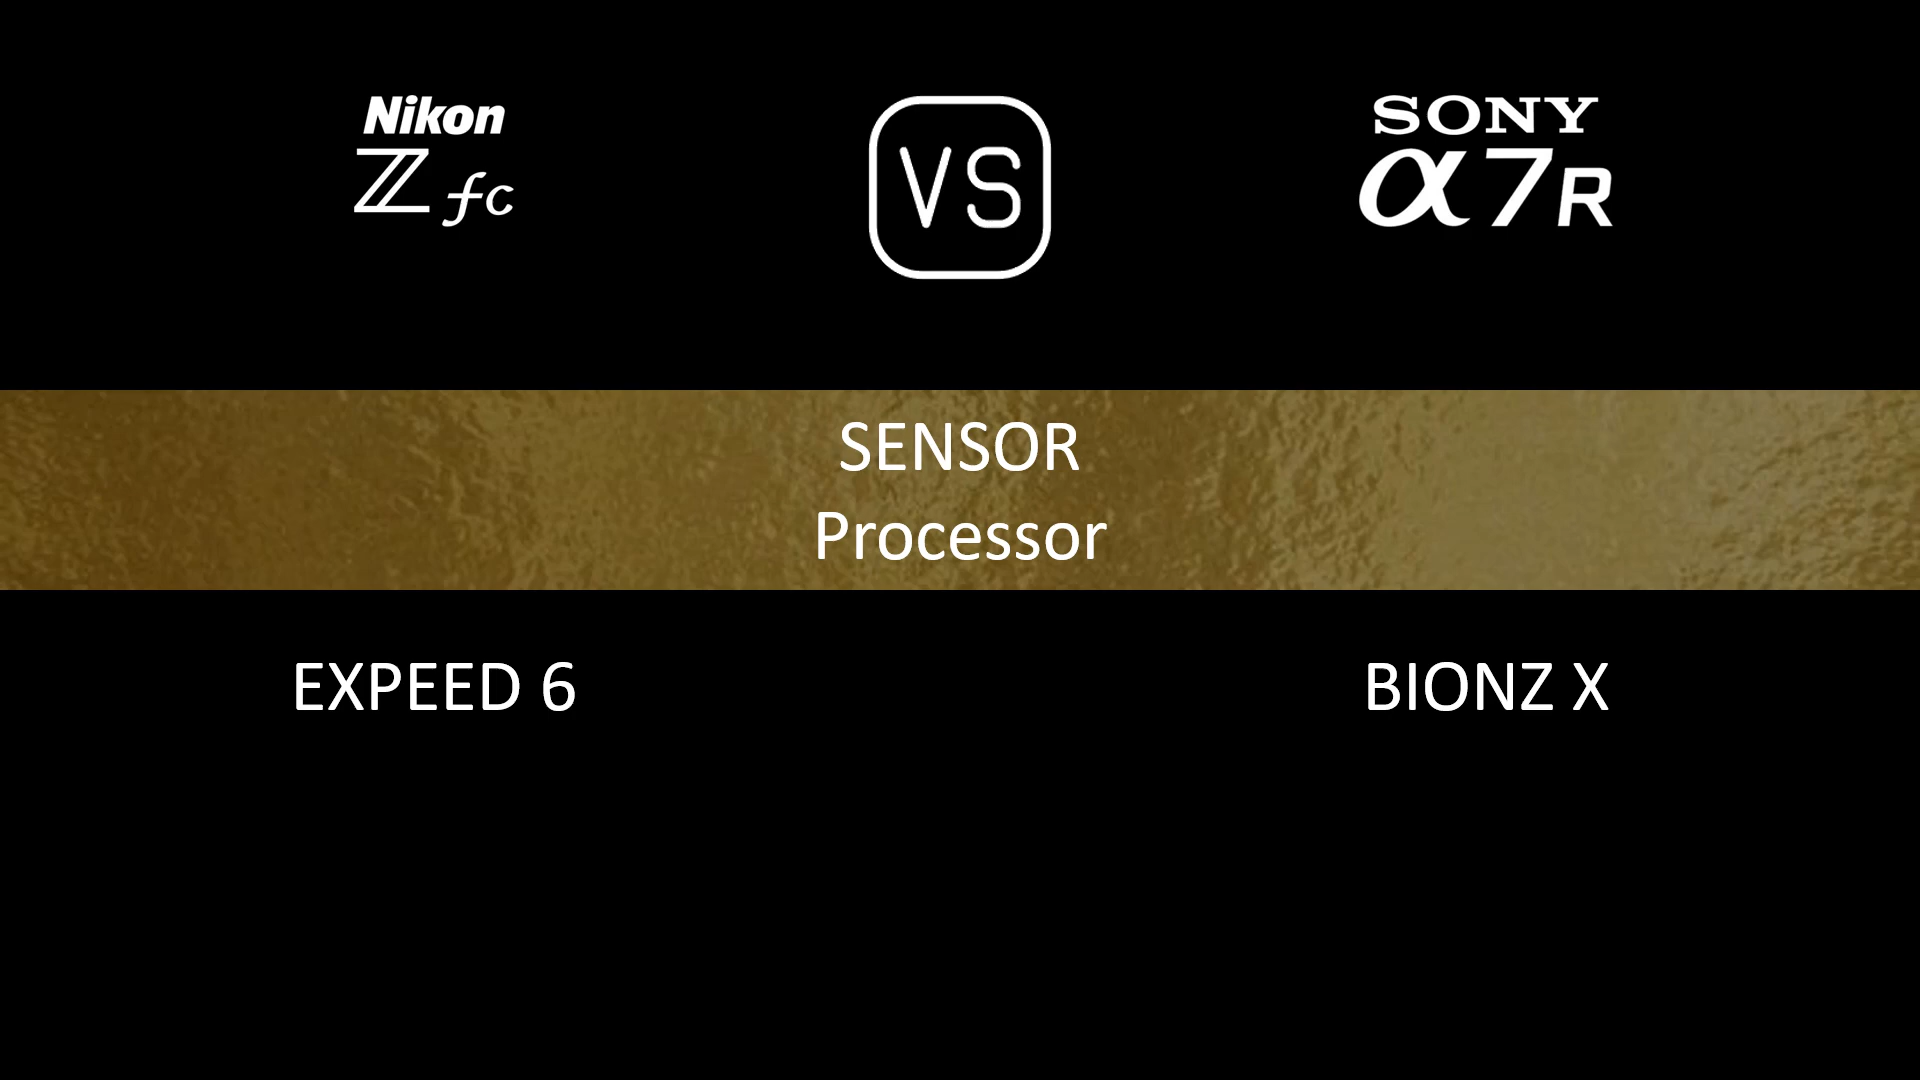 Nikon
Z fc
VS
SONY
α7R
SENSOR
Processor
EXPEED 6
BIONZ X